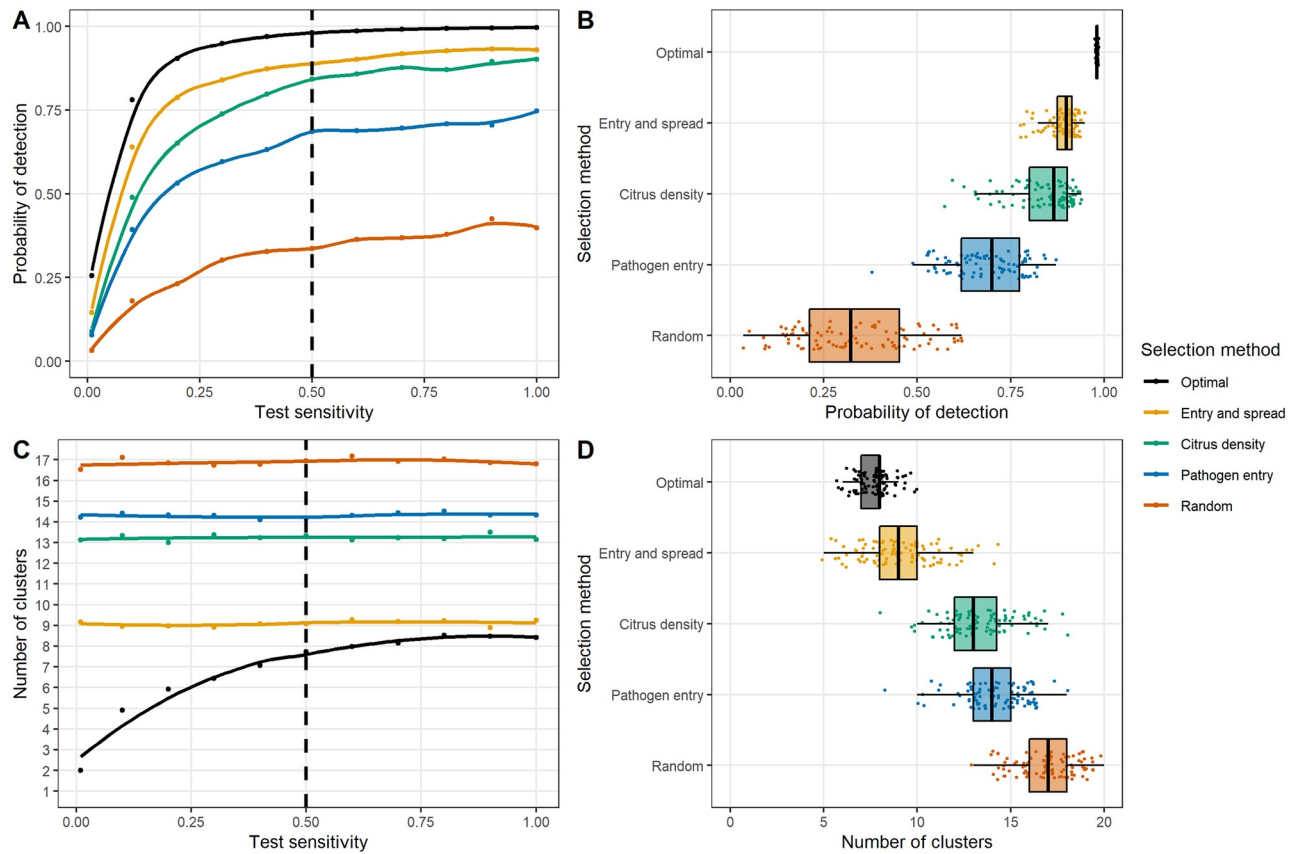 A
1.00
0.75
0.50
0.25
0.00
Probability of detection
0.00 0.25 0.50 0.75 1.00
Test sensitivity
B
Optimal
Entry and spread
Citrus density
Pathogen entry
Random
Selection method
0.00 0.25 0.50 0.75 1.00
Probability of detection
C
17
16
15
14
13
12
11
10
9
8
7
6
5
4
3
2
1
Number of clusters
0.00 0.25 0.50 0.75 1.00
Test sensitivity
D
Optimal
Entry and spread
Citrus density
Pathogen entry
Random
Selection method
0 5 10 15 20
Number of clusters
Selection method
Optimal
Entry and spread
Citrus density
Pathogen entry
Random